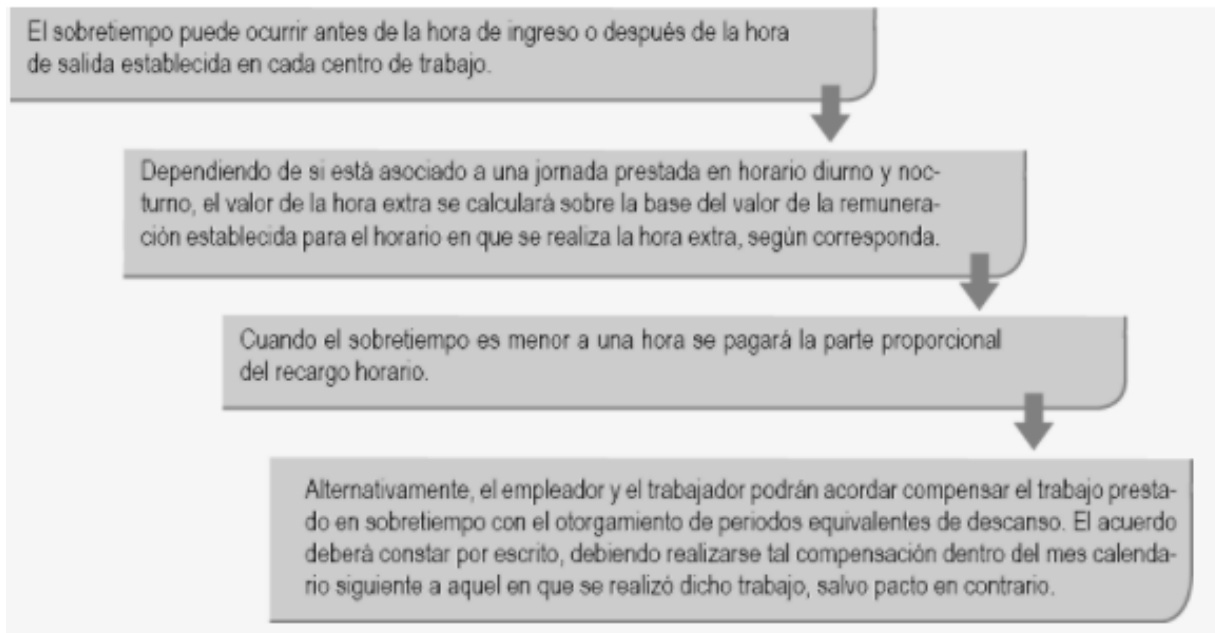 El sobretiempo puede ocurrir antes de la hora de ingreso o después de la hora
de salida establecida en cada centro de trabajo.
Dependiendo de si está asociado a una jornada prestada en horario diurno y noc-
turno, el valor de la hora extra se calculará sobre la base del valor de la remunera-
ción establecida para el horario en que se realiza la hora extra, según corresponda.
Cuando el sobretiempo es menor a una hora se pagará la parte proporcional
del recargo horario.
Alternativamente, el empleador y el trabajador podrán acordar compensar el trabajo presta-
do en sobretiempo con el otorgamiento de periodos equivalentes de descanso. El acuerdo
deberá constar por escrito, debiendo realizarse tal compensación dentro del mes calenda-
rio siguiente a aquel en que se realizó dicho trabajo, salvo pacto en contrario.